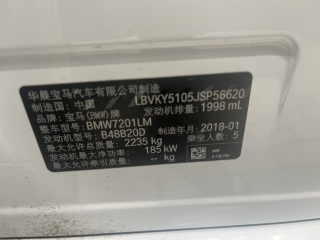 华晨宝马汽车有限公司制造
制造国: 中国 LBVKY5105JSP56620
品牌: 宝马(BMW)牌 发动机排量: 1998 mL
整车型号: BMW7201LM
发动机型号: B48B20D 制造年月: 2018-01
最大允许总质量: 2235 kg 乘坐人数: 5
发动机最大净功率: 185 kW
最大允许牵引质量: -- kg